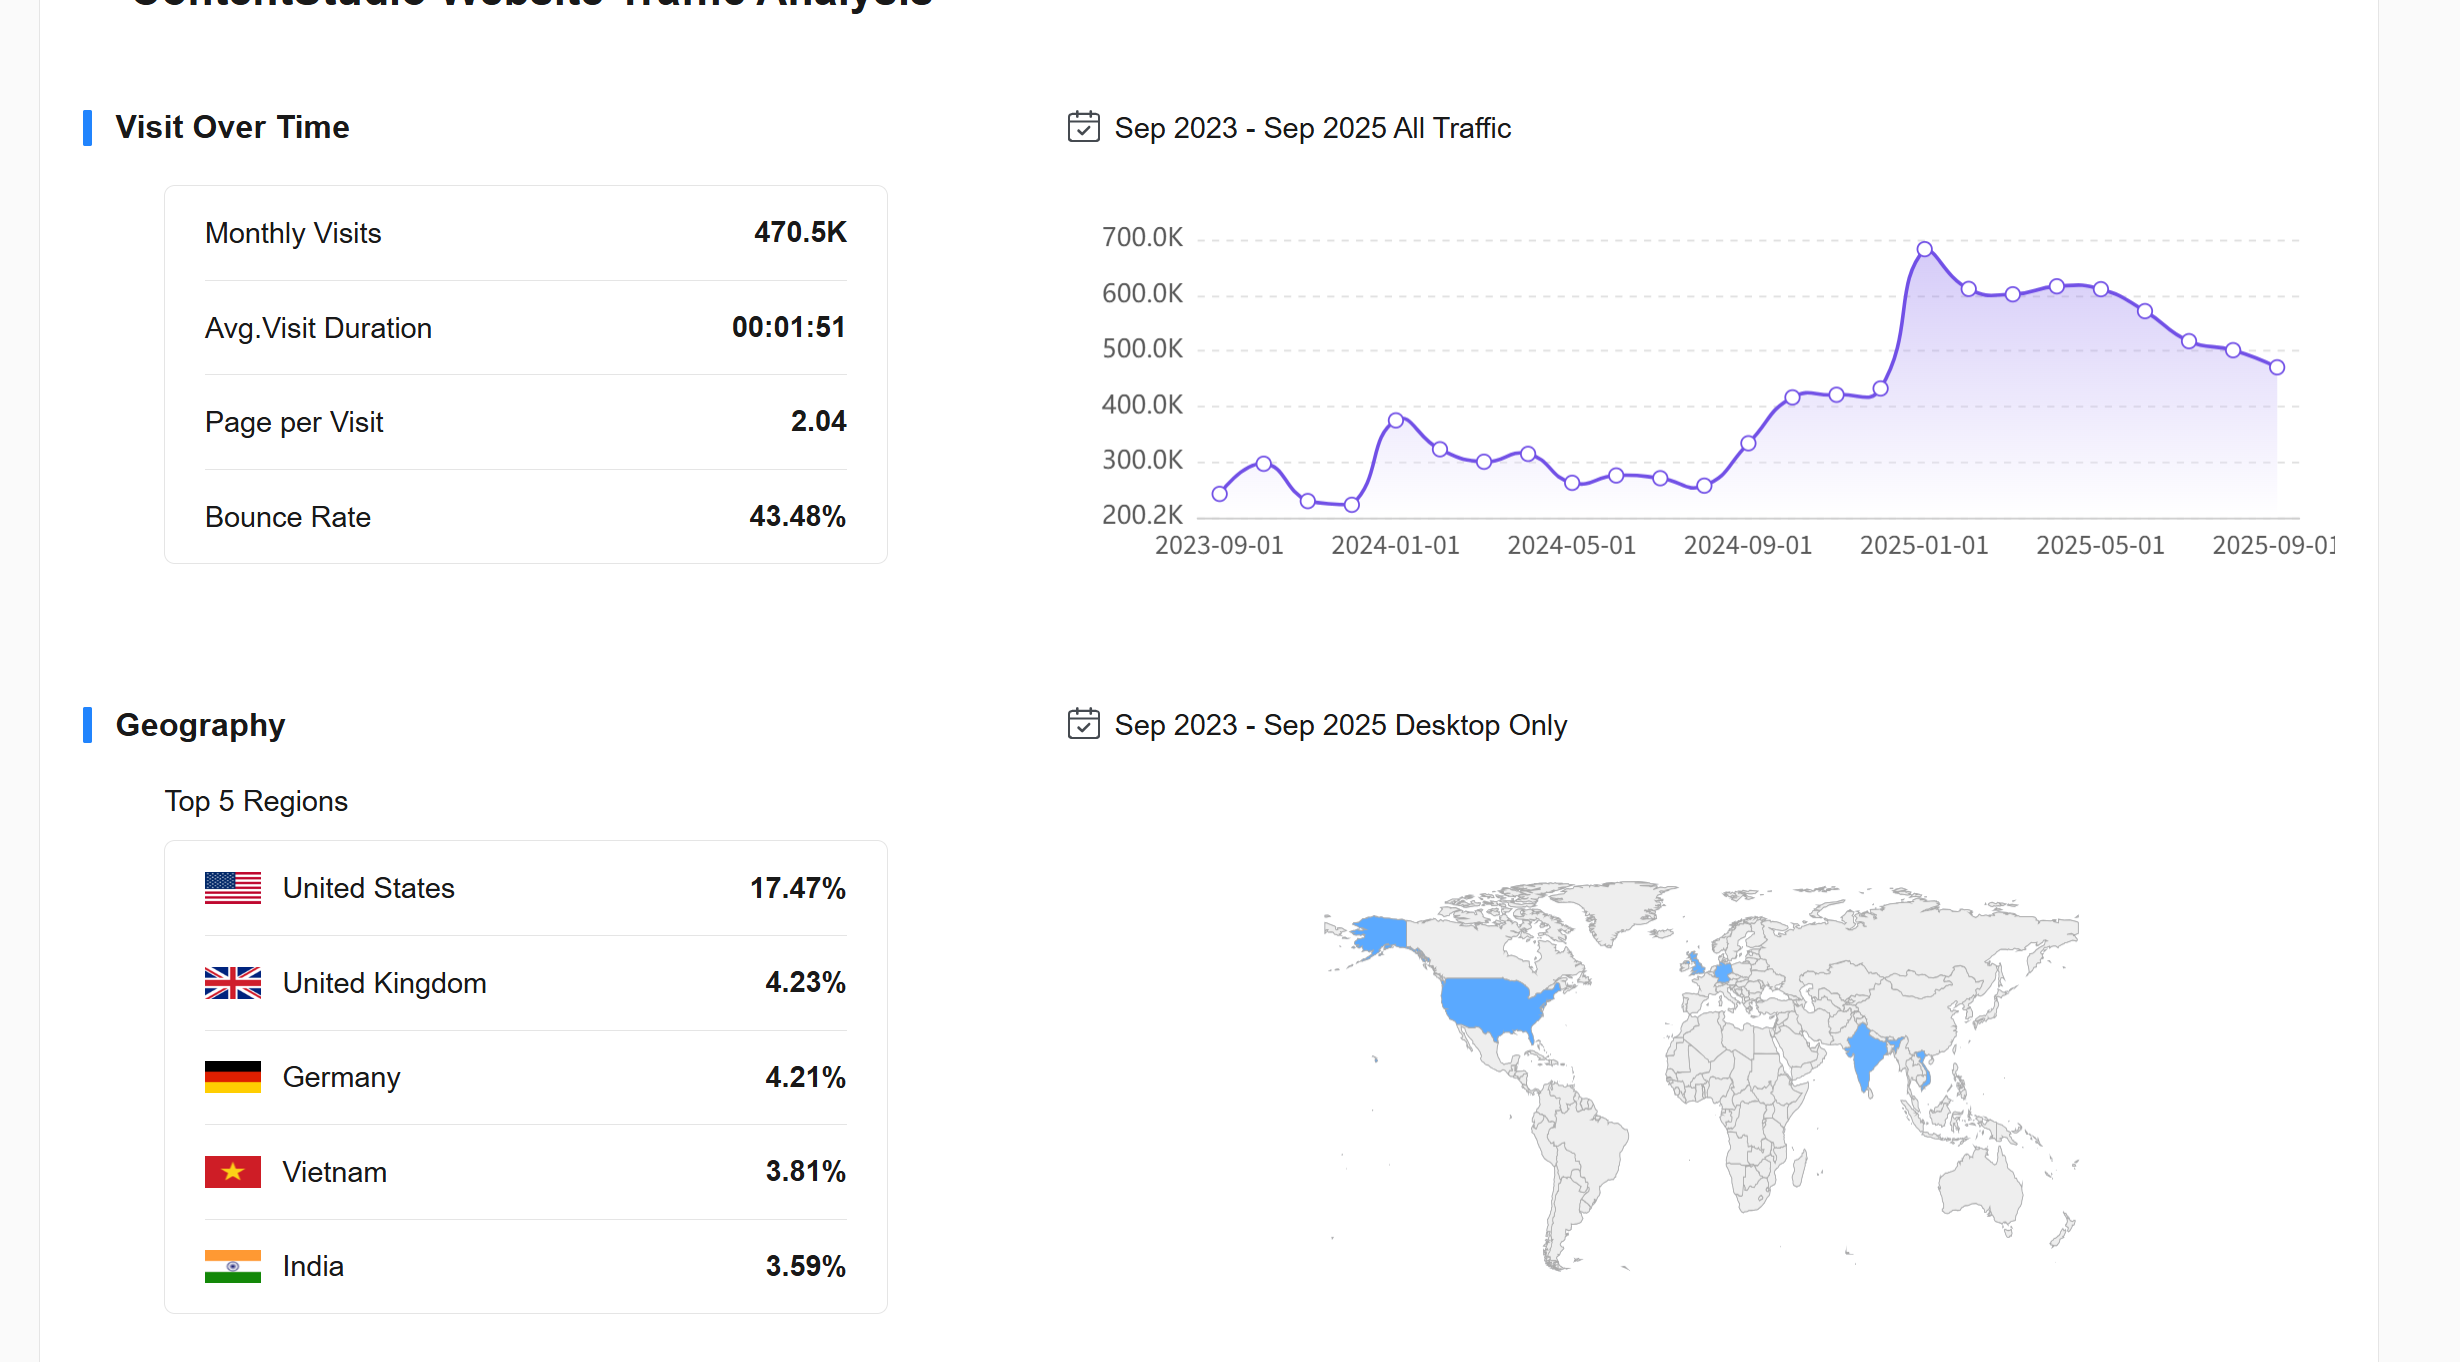 ContentStudio Website Traffic Analysis
Visit Over Time
Monthly Visits 470.5K
Avg.Visit Duration 00:01:51
Page per Visit 2.04
Bounce Rate 43.48%
Sep 2023 - Sep 2025 All Traffic
700.0K
600.0K
500.0K
400.0K
300.0K
200.2K
2023-09-01 2024-01-01 2024-05-01 2024-09-01 2025-01-01 2025-05-01 2025-09-01
Geography
Top 5 Regions
United States 17.47%
United Kingdom 4.23%
Germany 4.21%
Vietnam 3.81%
India 3.59%
Sep 2023 - Sep 2025 Desktop Only